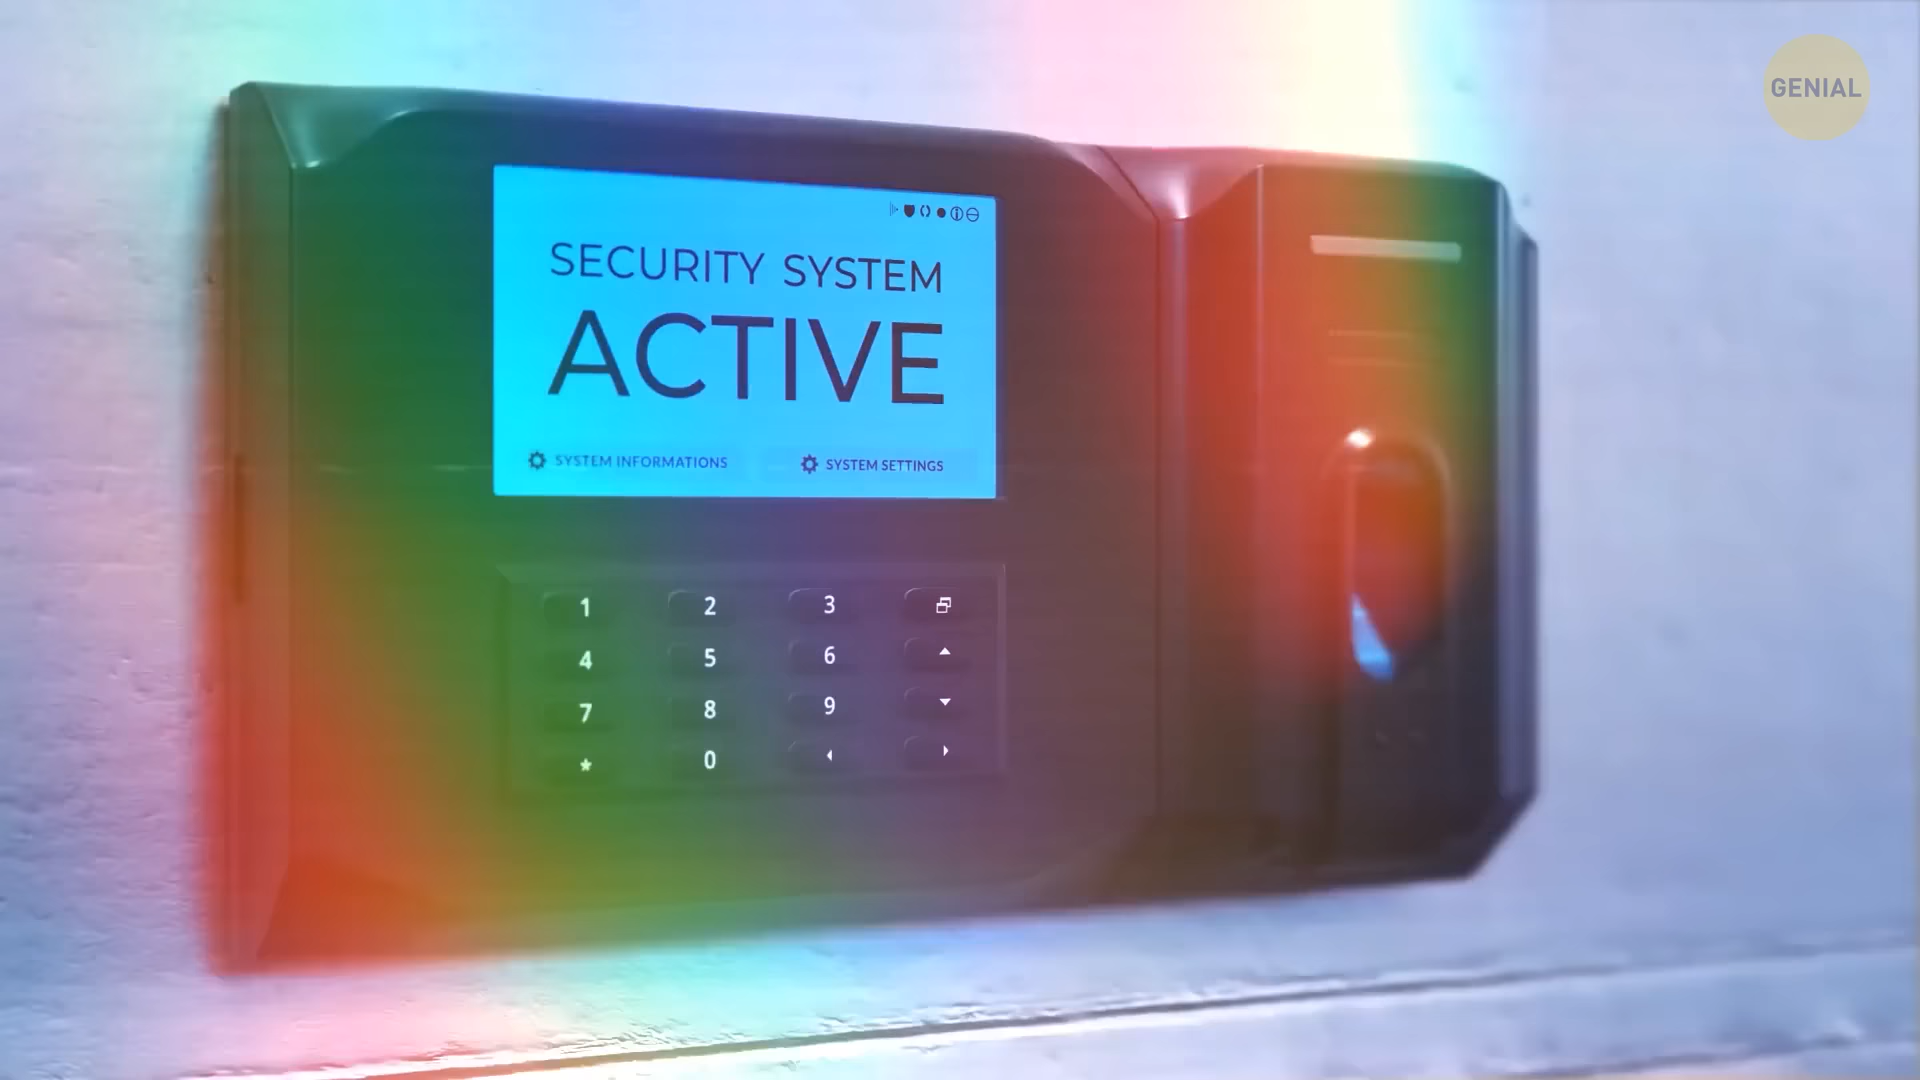 GENIAL
SECURITY SYSTEM
ACTIVE
SYSTEM INFORMATIONS SYSTEM SETTINGS
1 2 3
4 5 6
7 8 9
* 0